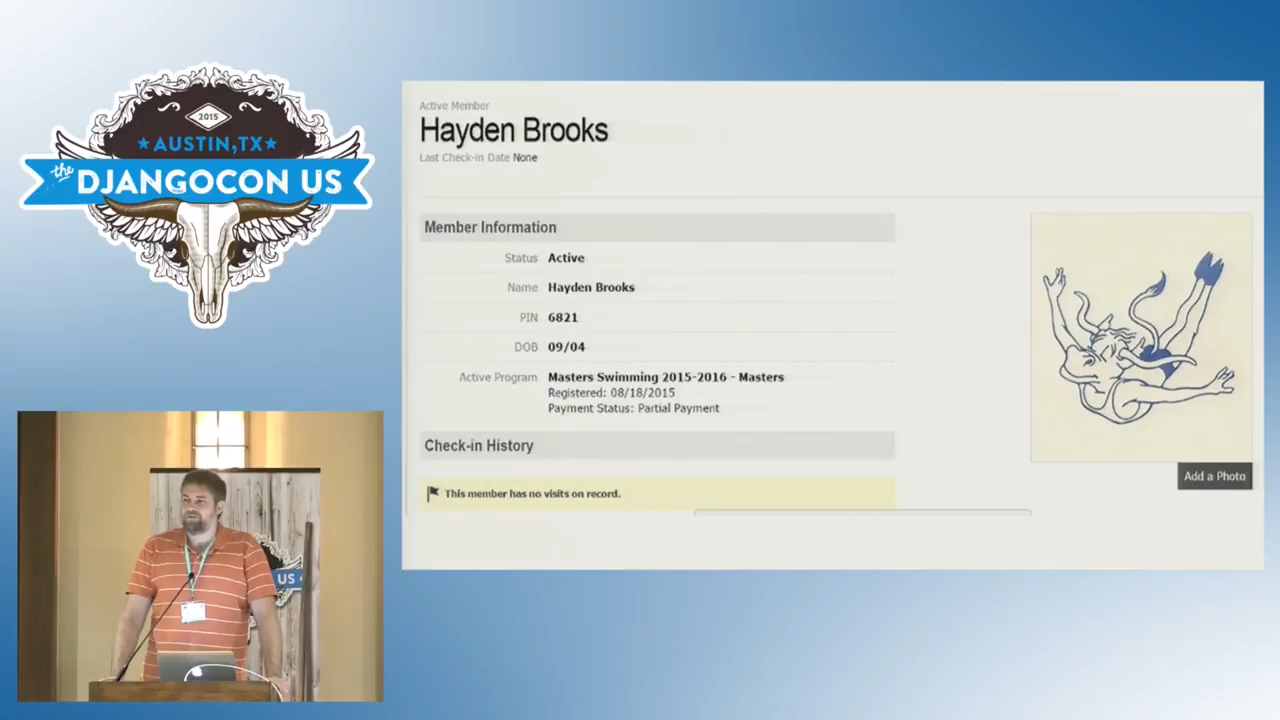 2015
AUSTIN, TX
the
DJANGOCON US
Active Member
Hayden Brooks
Last Check-in Date None
Member Information
Status Active
Name Hayden Brooks
PIN 6821
DOB 09/04
Active Program Masters Swimming 2015-2016 - Masters
Registered: 08/18/2015
Payment Status: Partial Payment
Check-in History
This member has no visits on record.
Add a Photo
US